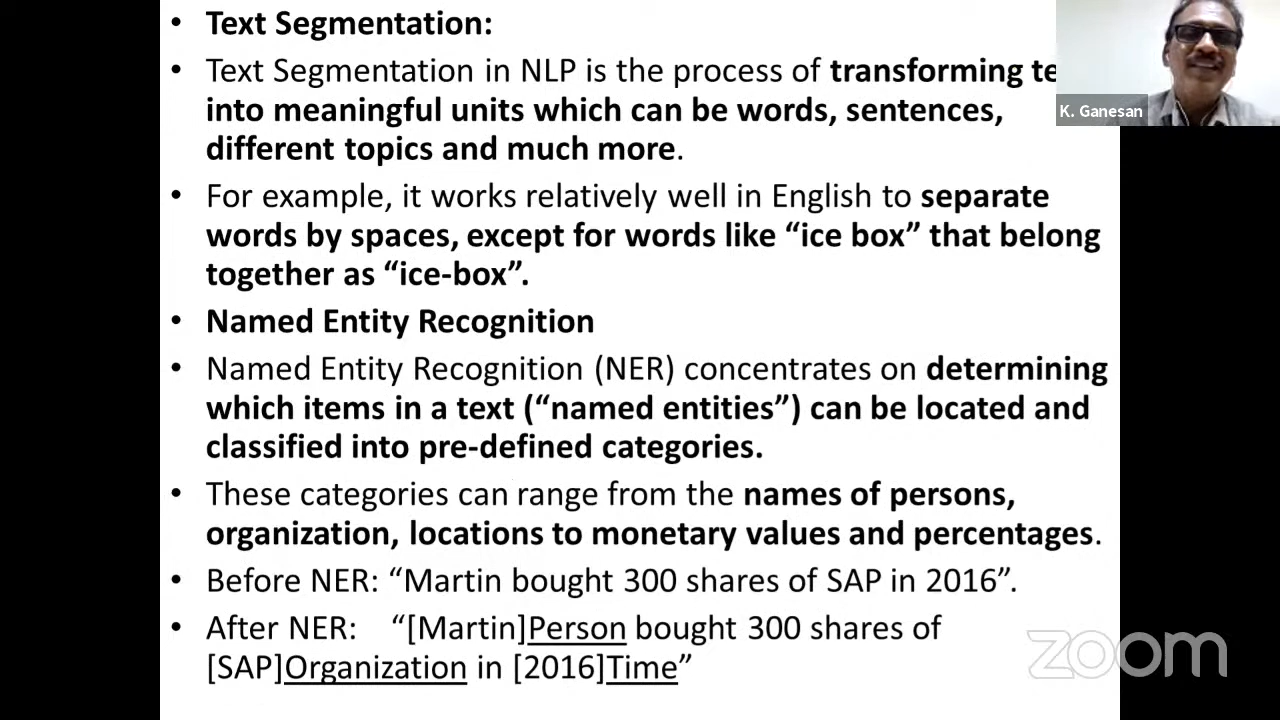 • Text Segmentation:
• Text Segmentation in NLP is the process of transforming te
into meaningful units which can be words, sentences,
different topics and much more.
• For example, it works relatively well in English to separate
words by spaces, except for words like “ice box” that belong
together as “ice-box”.
• Named Entity Recognition
• Named Entity Recognition (NER) concentrates on determining
which items in a text (“named entities”) can be located and
classified into pre-defined categories.
• These categories can range from the names of persons,
organization, locations to monetary values and percentages.
• Before NER: “Martin bought 300 shares of SAP in 2016”.
• After NER: “[Martin]Person bought 300 shares of
[SAP]Organization in [2016]Time”
K. Ganesan
zoom